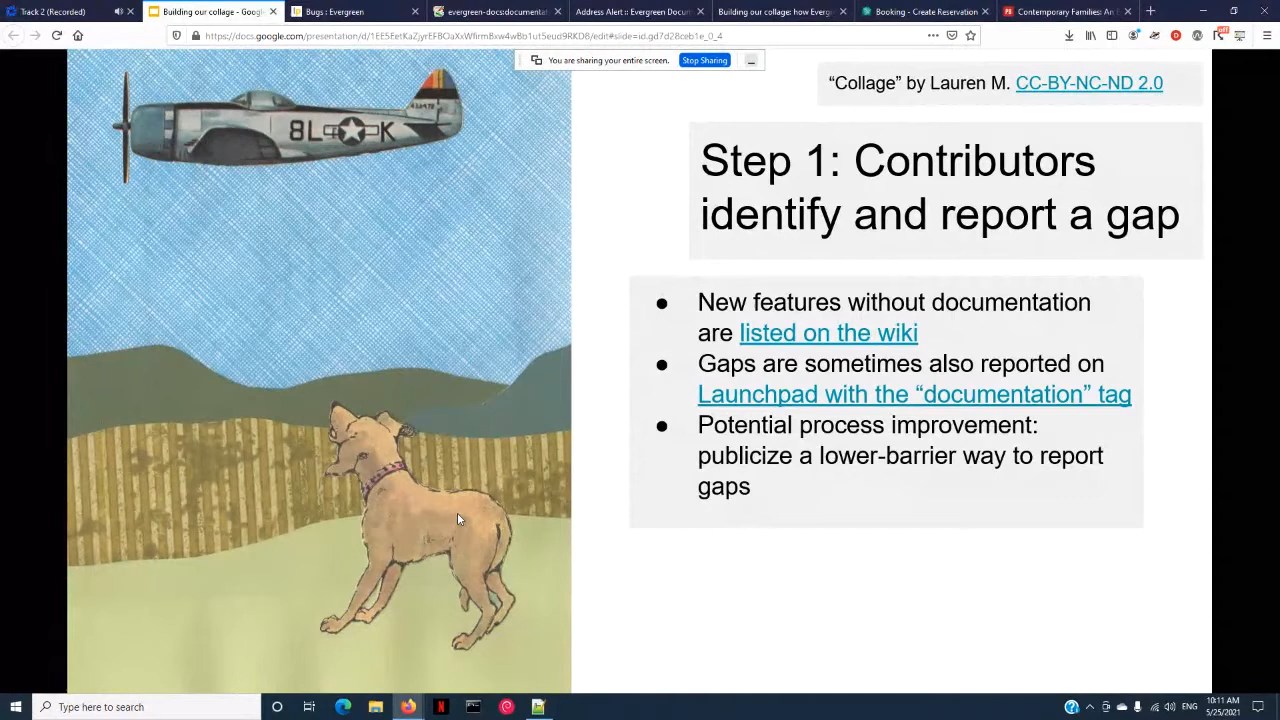 Track 2 (Recorded)
Building our collage - Google
Bugs : Evergreen
evergreen-docs:documentat
Address Alert :: Evergreen Docu
Building our collage: how Everg
Booking - Create Reservation
Contemporary Families: An E
You are sharing your entire screen.
Stop Sharing
"Collage" by Lauren M. CC-BY-NC-ND 2.0
8L K
Step 1: Contributors
identify and report a gap
● New features without documentation
are listed on the wiki
● Gaps are sometimes also reported on
Launchpad with the “documentation” tag
● Potential process improvement:
publicize a lower-barrier way to report
gaps
Type here to search
ENG
10:11 AM
5/25/2021